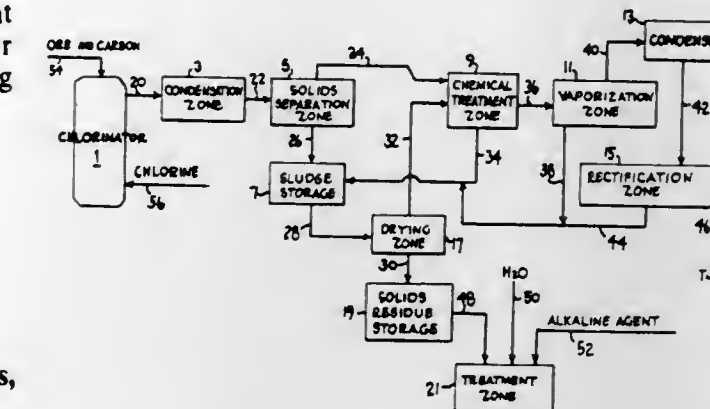 at
r
g
s,
ORE AND CARBON
54
CHLORINATOR
1
CHLORINE
56
20
3
CONDENSATION
ZONE
22
5
SOLIDS
SEPARATION
ZONE
24
26
7
SLUDGE
STORAGE
28
9
CHEMICAL
TREATMENT
ZONE
32
34
36
11
VAPORIZATION
ZONE
38
40
13
CONDENS
42
15
RECTIFICATION
ZONE
44
46
DRYING
ZONE
17
30
19
SOLIDS
RESIDUE
STORAGE
48
H2O
50
ALKALINE AGENT
52
21
TREATMENT
ZONE